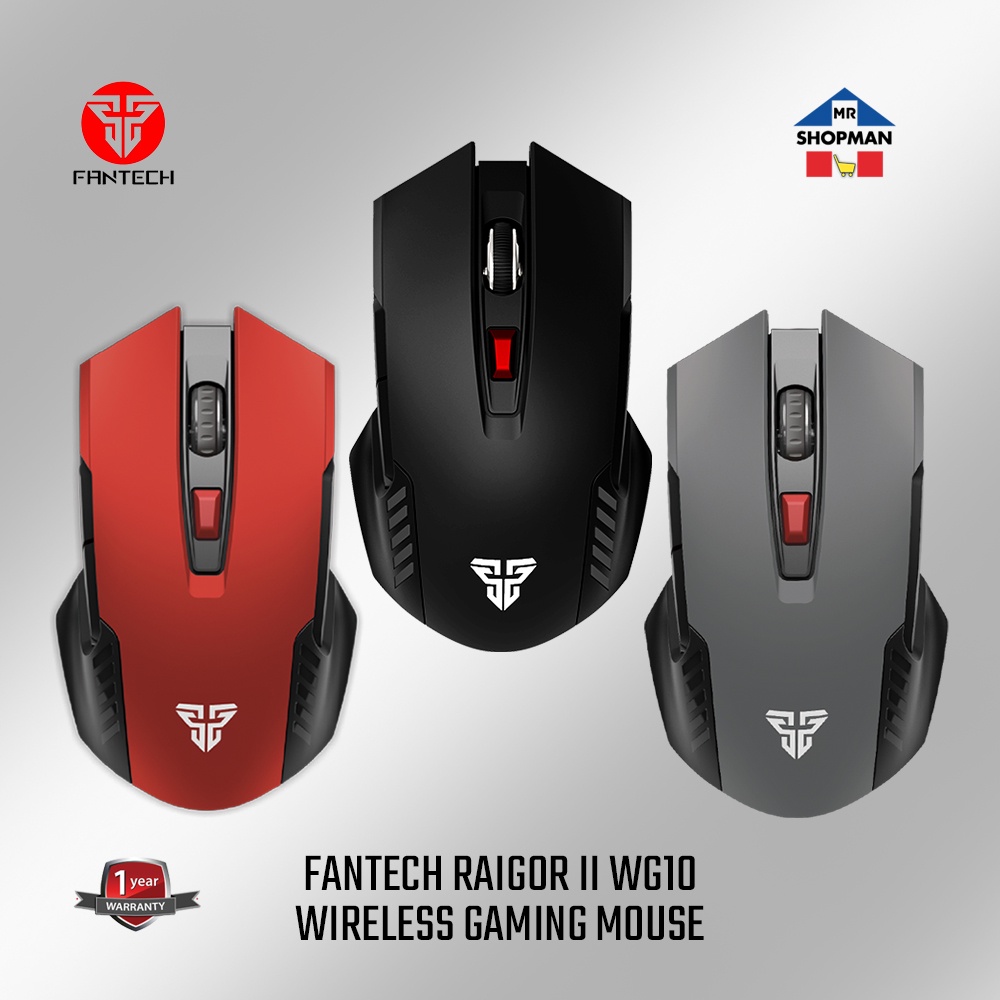 FANTECH
MR
SHOPMAN
1 year
WARRANTY
FANTECH RAIGOR II WG10
WIRELESS GAMING MOUSE